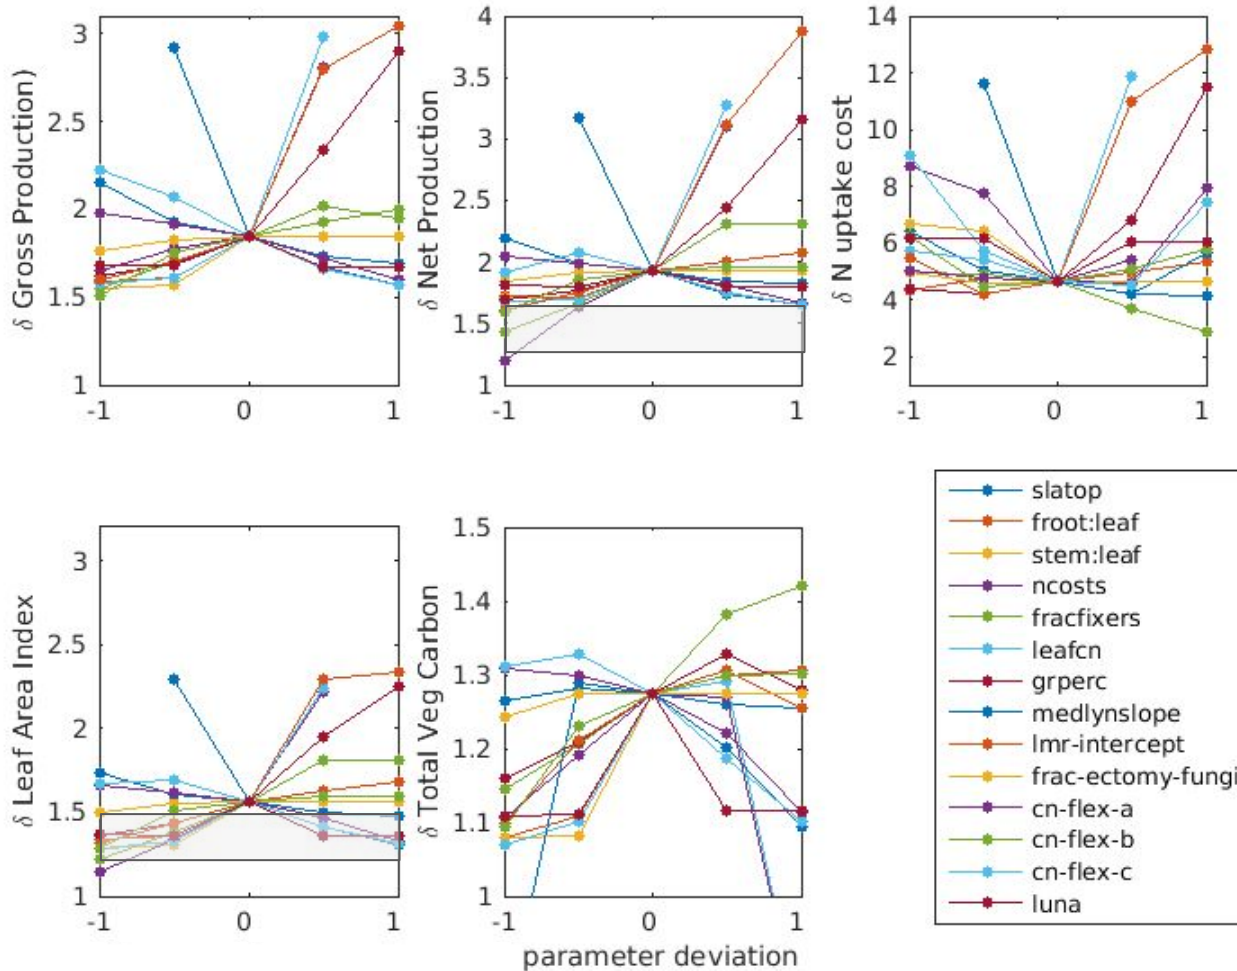 δ Gross Production)
3
2.5
2
1.5
1
-1 0 1
δ Net Production
4
3.5
3
2.5
2
1.5
1
-1 0 1
δ N uptake cost
14
12
10
8
6
4
2
-1 0 1
δ Leaf Area Index
3
2.5
2
1.5
1
-1 0 1
δ Total Veg Carbon
1.5
1.4
1.3
1.2
1.1
1
-1 0 1
parameter deviation
slatop
froot:leaf
stem:leaf
ncosts
fracfixers
leafcn
grperc
medlynslope
lmr-intercept
frac-ectomy-fungi
cn-flex-a
cn-flex-b
cn-flex-c
luna